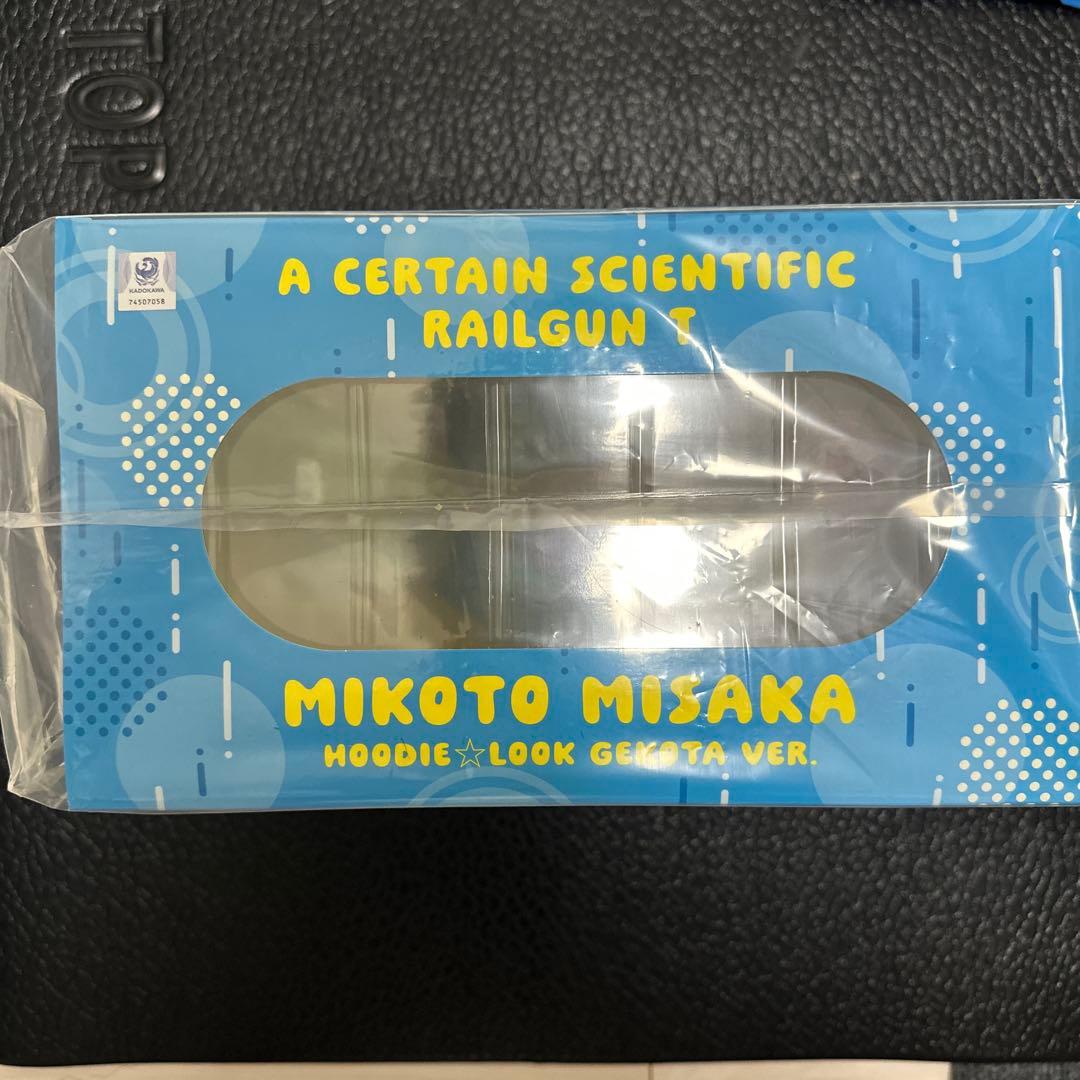 TOP
KADOKAWA
74507058
A CERTAIN SCIENTIFIC
RAILGUN T
MIKOTO MISAKA
HOODIE☆LOOK GEKOTA VER.